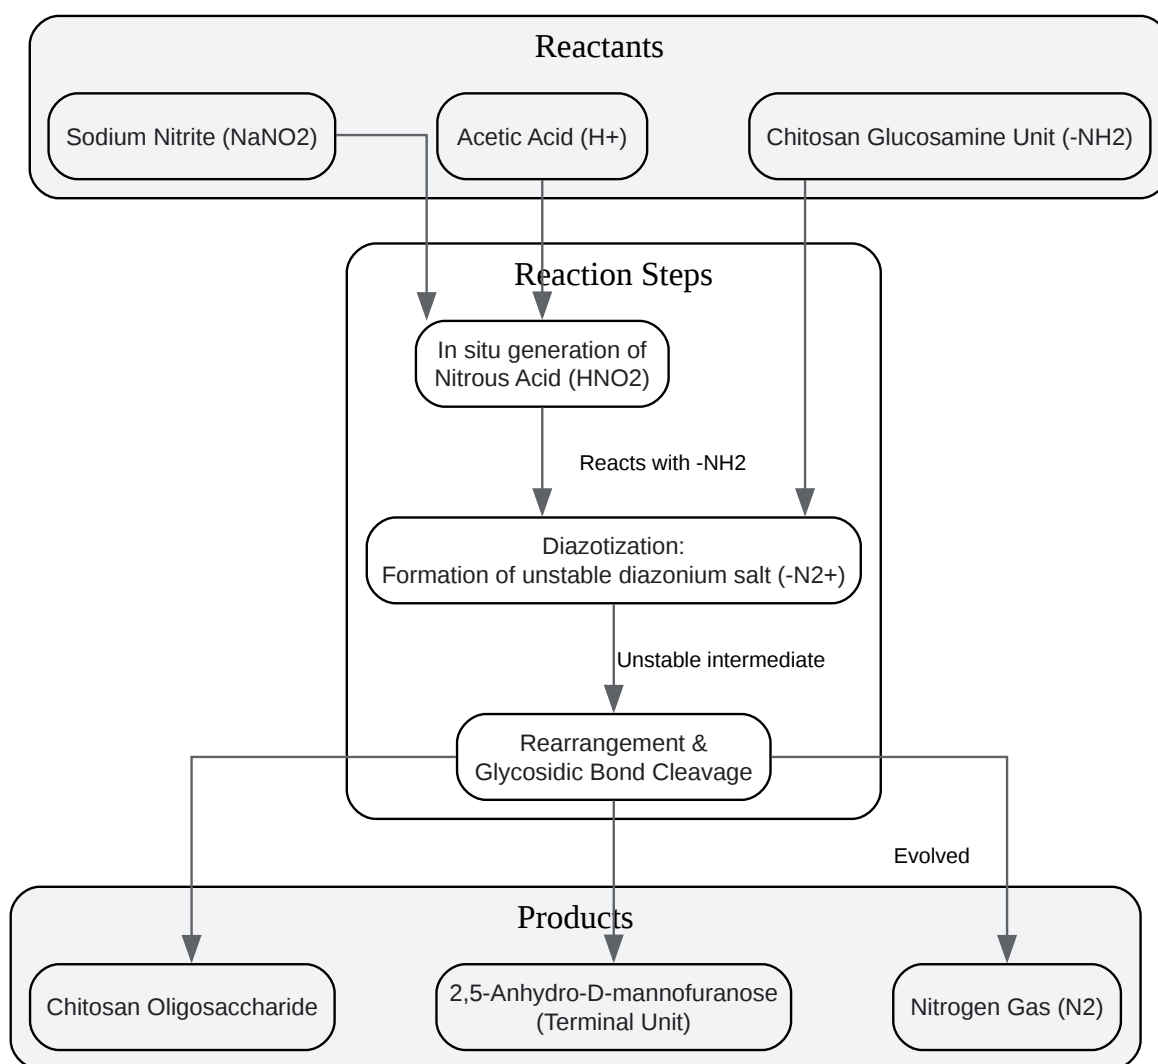 Reactants
Sodium Nitrite (NaNO2)
Acetic Acid (H+)
Chitosan Glucosamine Unit (-NH2)
Reaction Steps
In situ generation of
Nitrous Acid (HNO2)
Reacts with -NH2
Diazotization:
Formation of unstable diazonium salt (-N2+)
Unstable intermediate
Rearrangement &
Glycosidic Bond Cleavage
Evolved
Products
Chitosan Oligosaccharide
2,5-Anhydro-D-mannofuranose
(Terminal Unit)
Nitrogen Gas (N2)